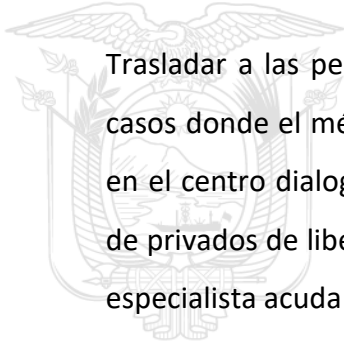 Trasladar a las pe
casos donde el mé
en el centro dialog
de privados de libe
especialista acuda